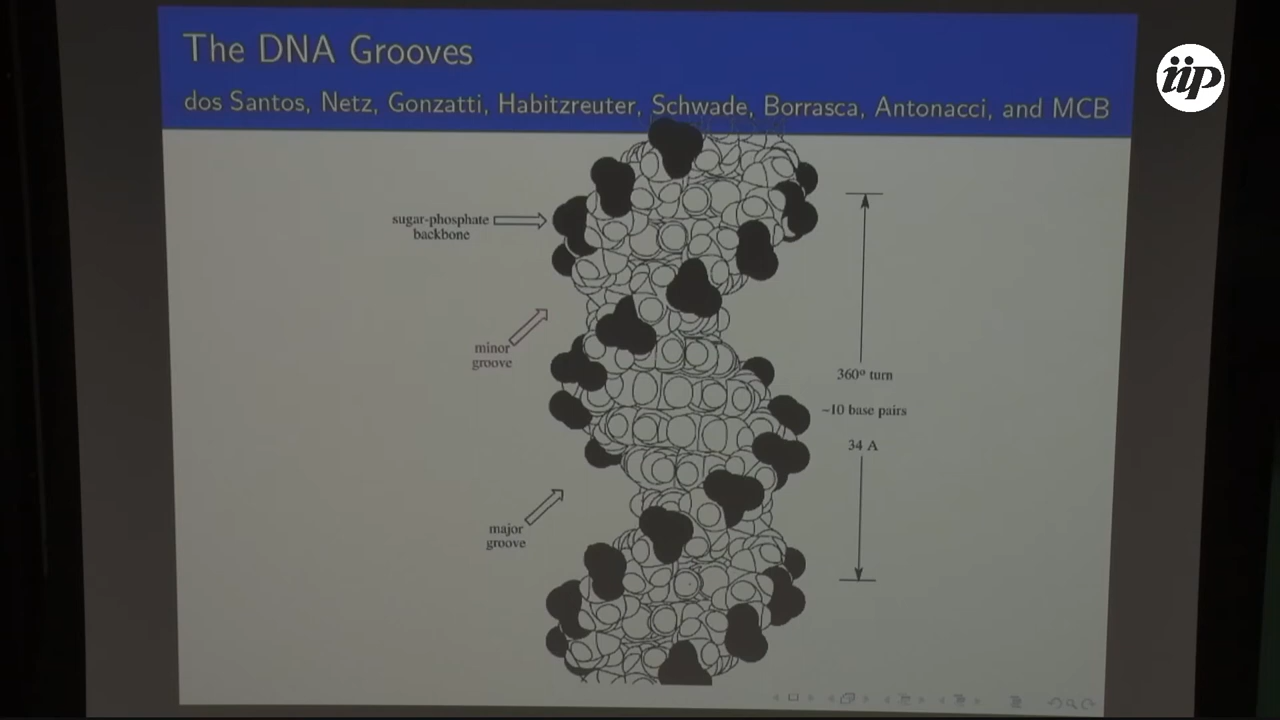 The DNA Grooves
iip
dos Santos, Netz, Gonzatti, Habitzreuter, Schwade, Borrasca, Antonacci, and MCB
sugar-phosphate
backbone
minor
groove
360º turn
~10 base pairs
34 A
major
groove